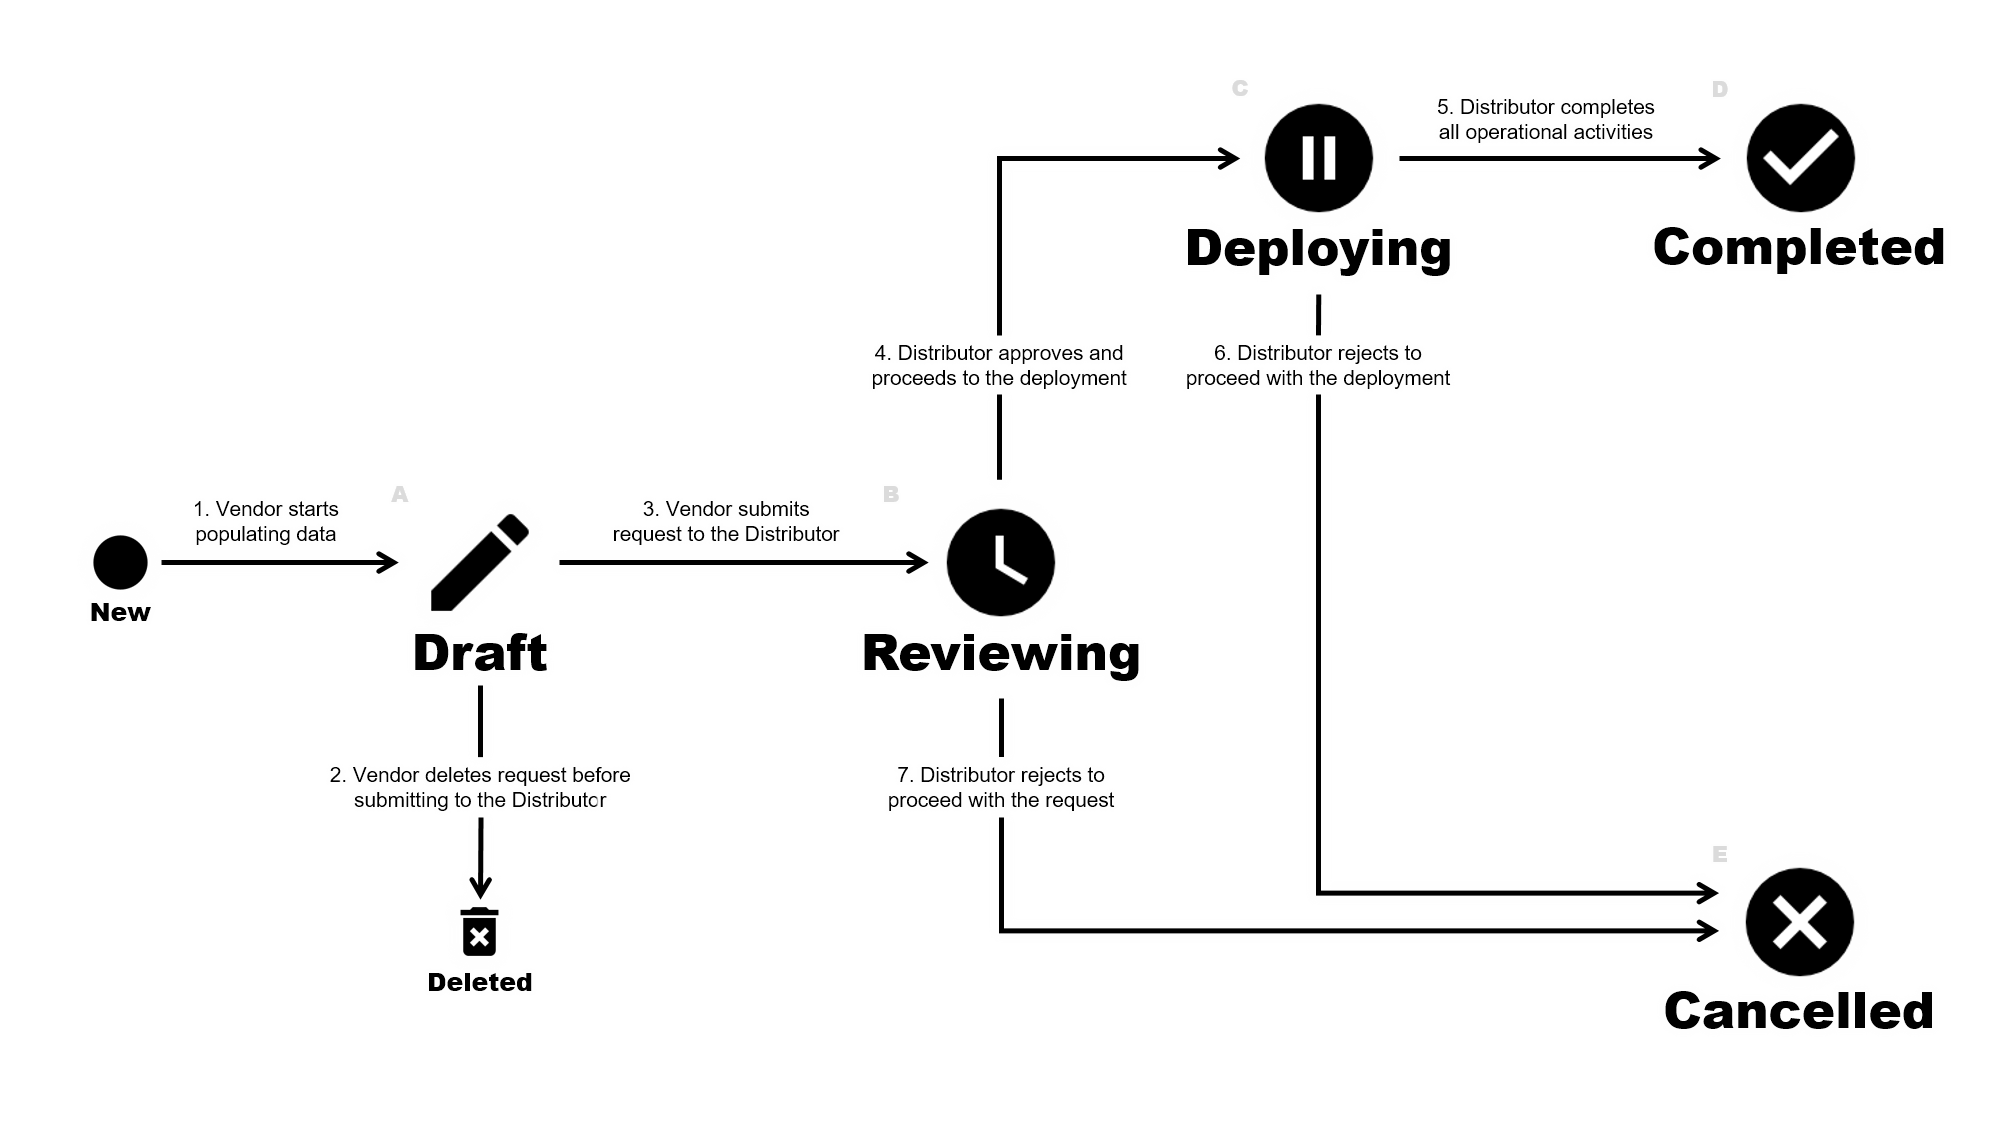 C
5. Distributor completes
all operational activities
D
Deploying
Completed
4. Distributor approves and
proceeds to the deployment
6. Distributor rejects to
proceed with the deployment
1. Vendor starts
populating data
A
3. Vendor submits
request to the Distributor
B
New
Draft
Reviewing
2. Vendor deletes request before
submitting to the Distributor
7. Distributor rejects to
proceed with the request
E
Deleted
Cancelled